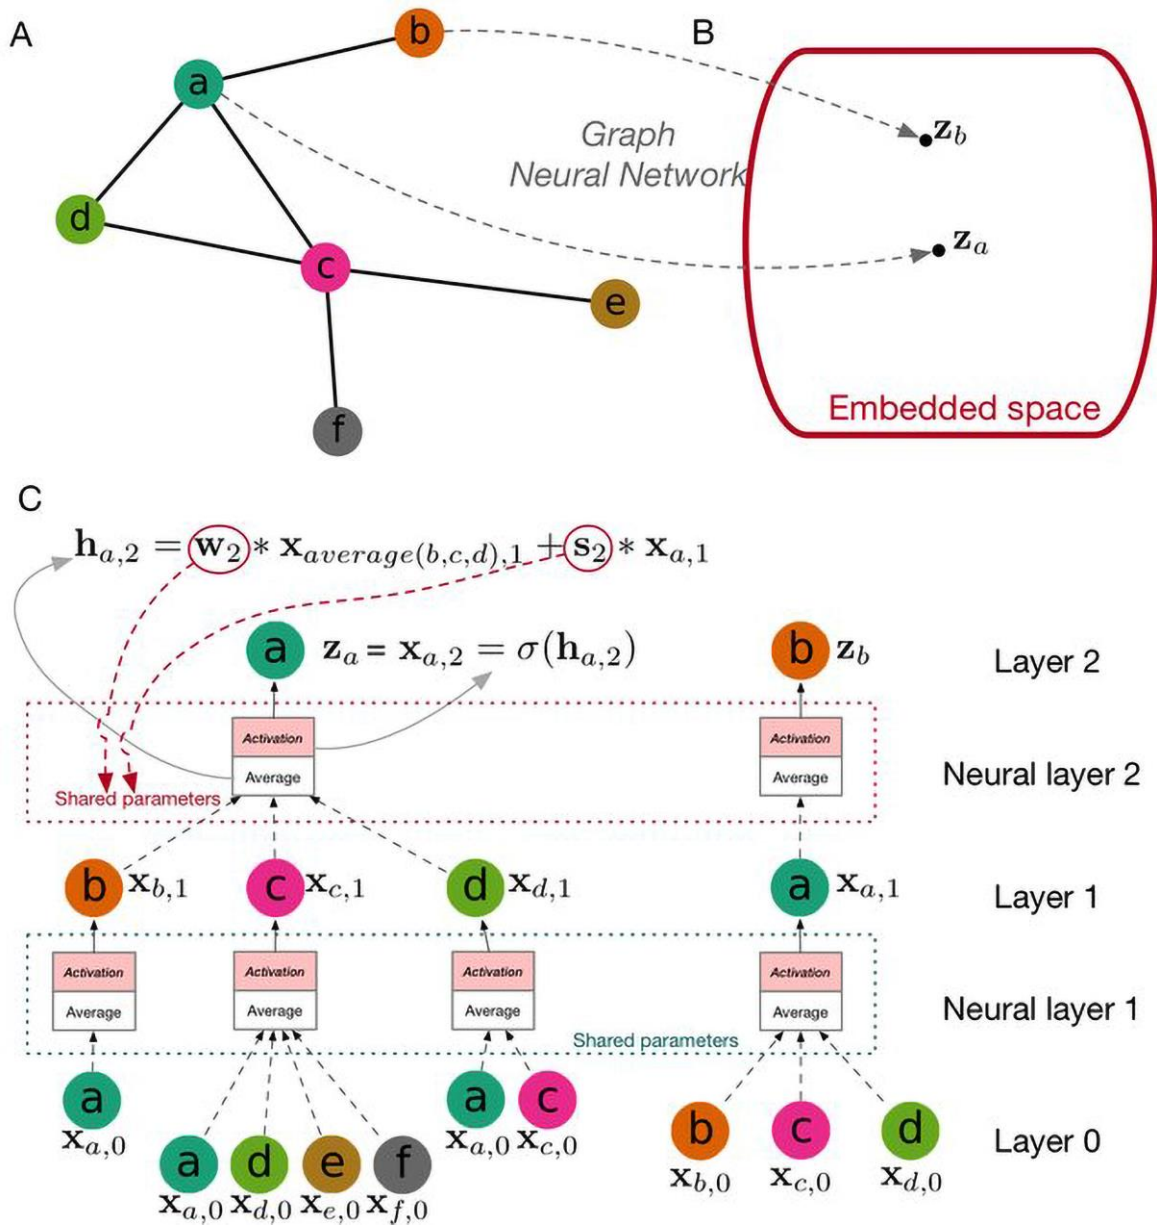 A
B
b
a
d
c
e
f
Graph
Neural Network
z_b
z_a
Embedded space
C
h_{a,2} = w_2 * x_{average(b,c,d),1} + s_2 * x_{a,1}
a z_a = x_{a,2} = σ(h_{a,2})
b z_b
Layer 2
Activation
Average
Activation
Average
Shared parameters
Neural layer 2
b x_{b,1}
c x_{c,1}
d x_{d,1}
a x_{a,1}
Layer 1
Activation
Average
Activation
Average
Activation
Average
Activation
Average
Neural layer 1
Shared parameters
a
x_{a,0}
a
x_{a,0}
d
x_{d,0}
e
x_{e,0}
f
x_{f,0}
a
x_{a,0}
c
x_{c,0}
b
x_{b,0}
c
x_{c,0}
d
x_{d,0}
Layer 0